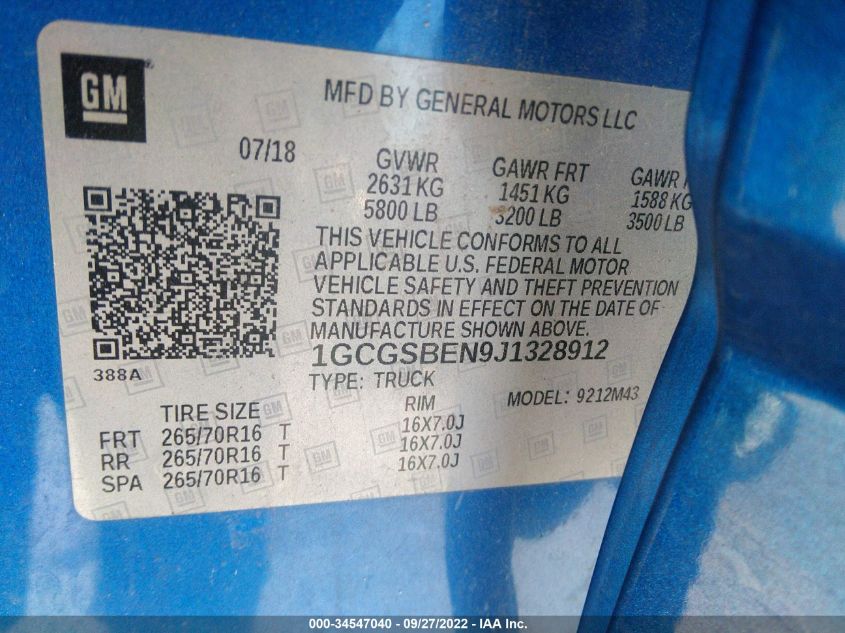 GM
MFD BY GENERAL MOTORS LLC
07/18
GVWR GAWR FRT GAWR
2631 KG 1451 KG 1588 KG
5800 LB 3200 LB 3500 LB
THIS VEHICLE CONFORMS TO ALL
APPLICABLE U.S. FEDERAL MOTOR
VEHICLE SAFETY AND THEFT PREVENTION
STANDARDS IN EFFECT ON THE DATE OF
MANUFACTURE SHOWN ABOVE.
1GCGSBEN9J1328912
388A
TYPE: TRUCK
MODEL: 9212M43
TIRE SIZE RIM
FRT 265/70R16 T 16X7.0J
RR 265/70R16 T 16X7.0J
SPA 265/70R16 T 16X7.0J
000-34547040 - 09/27/2022 - IAA Inc.